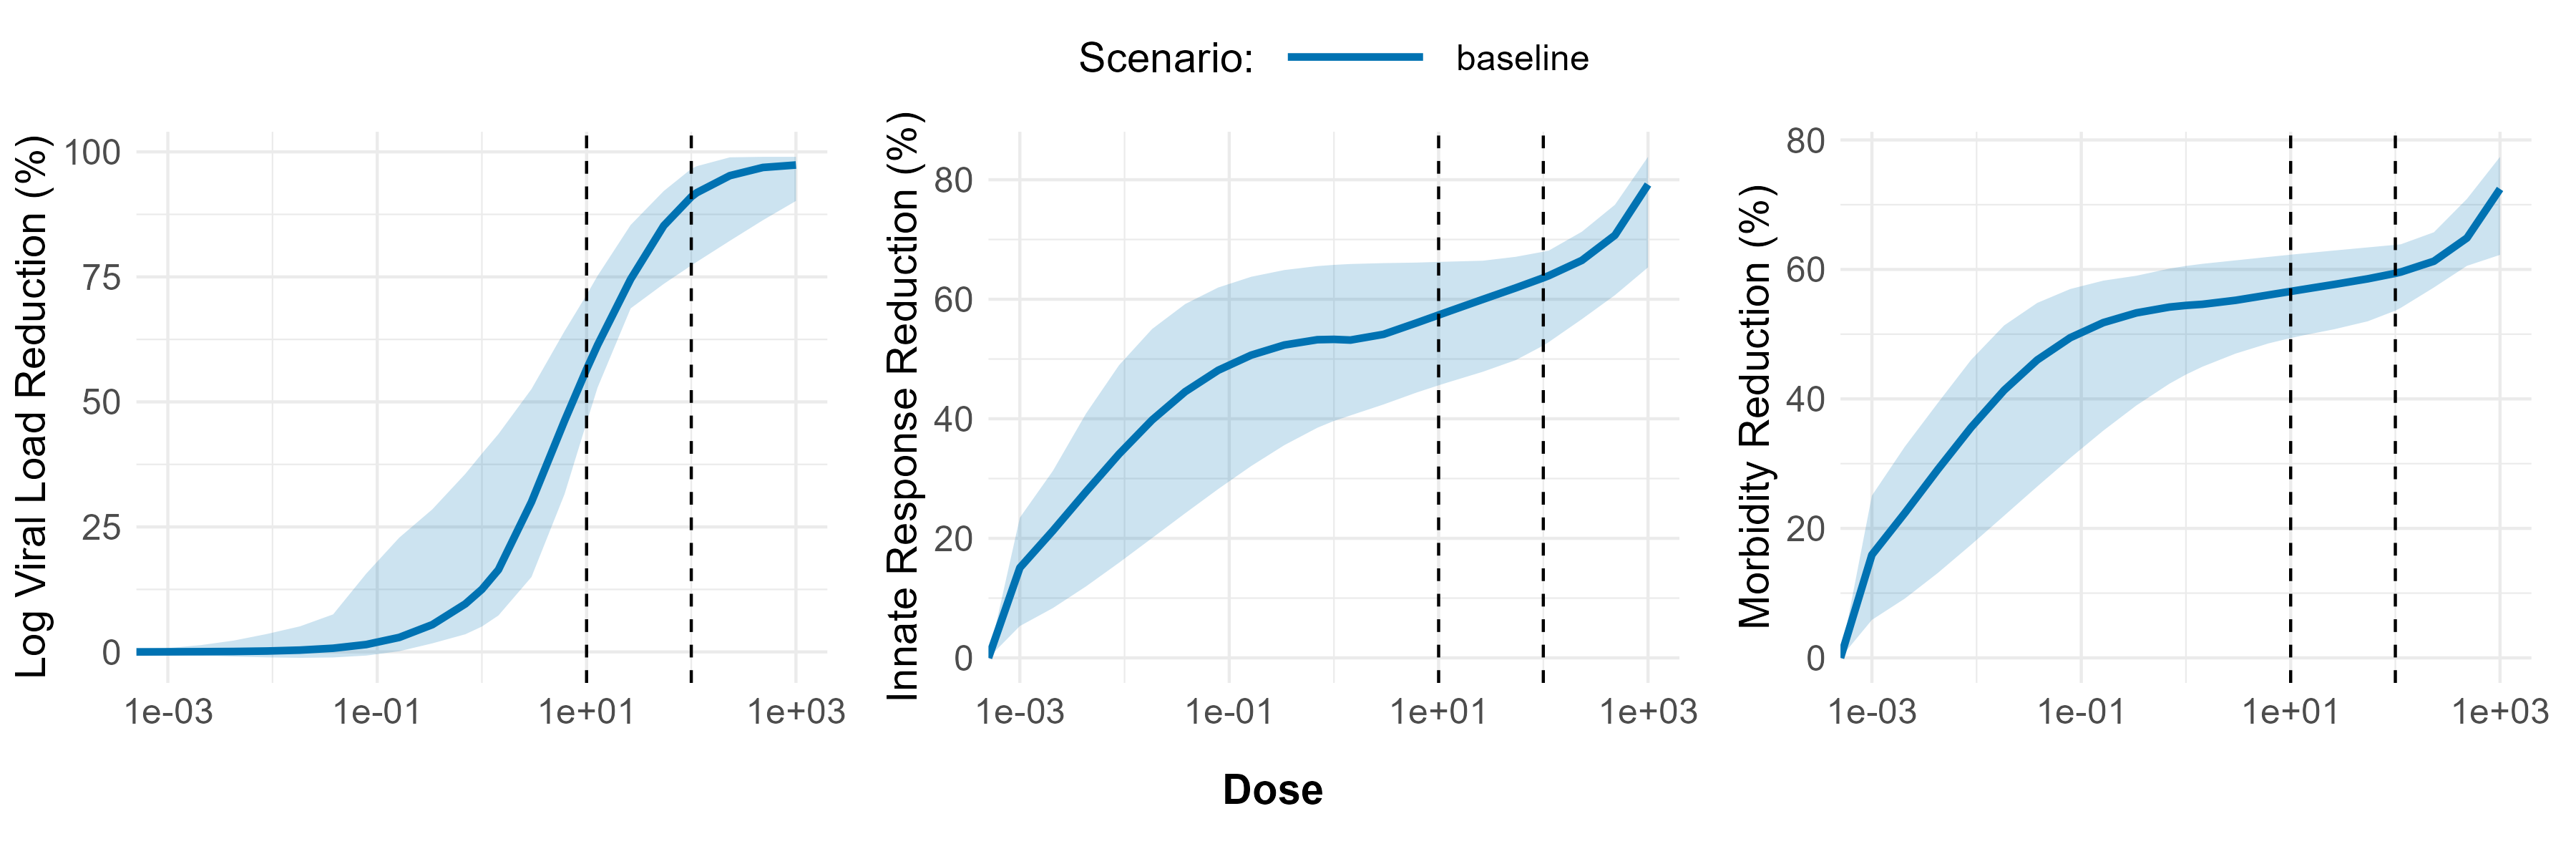 Scenario: baseline
Log Viral Load Reduction (%)
100
75
50
25
0
1e-03 1e-01 1e+01 1e+03
Innate Response Reduction (%)
80
60
40
20
0
1e-03 1e-01 1e+01 1e+03
Morbidity Reduction (%)
80
60
40
20
0
1e-03 1e-01 1e+01 1e+03
Dose